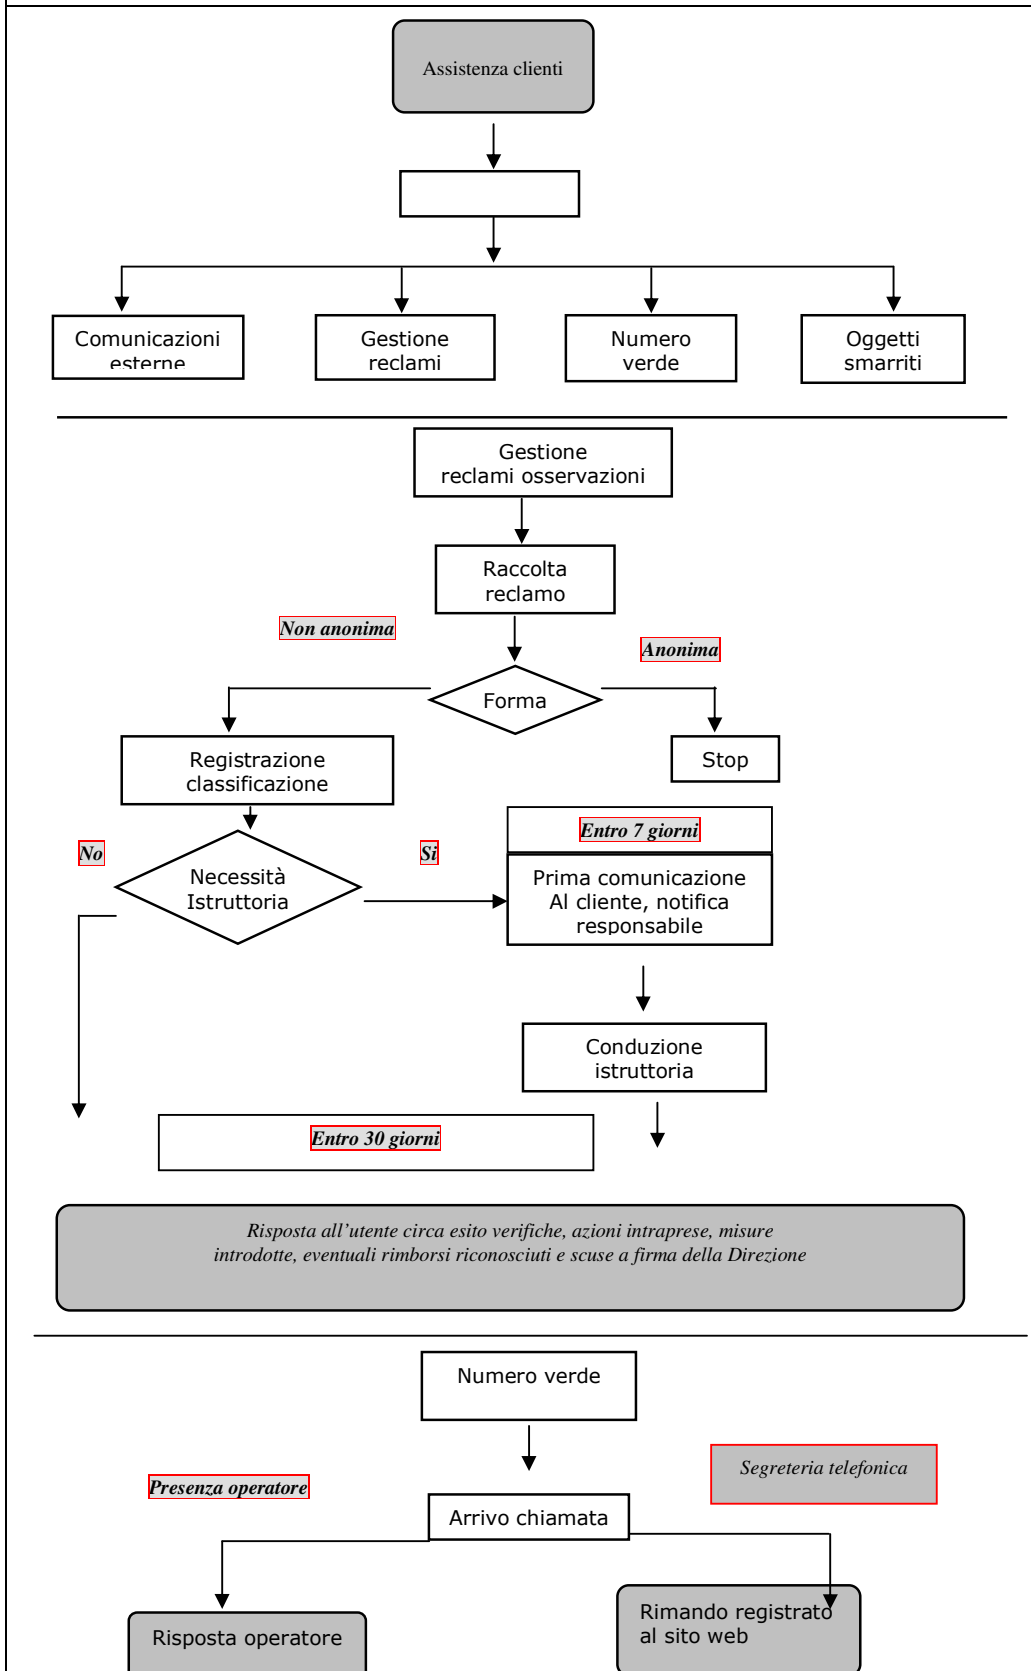 Assistenza clienti
Comunicazioni
esterne
Gestione
reclami
Numero
verde
Oggetti
smarriti
Gestione
reclami osservazioni
Raccolta
reclamo
Non anonima
Anonima
Forma
Registrazione
classificazione
Stop
No
Necessità
Istruttoria
Si
Entro 7 giorni
Prima comunicazione
Al cliente, notifica
responsabile
Conduzione
istruttoria
Entro 30 giorni
Risposta all’utente circa esito verifiche, azioni intraprese, misure
introdotte, eventuali rimborsi riconosciuti e scuse a firma della Direzione
Numero verde
Presenza operatore
Segreteria telefonica
Arrivo chiamata
Risposta operatore
Rimando registrato
al sito web